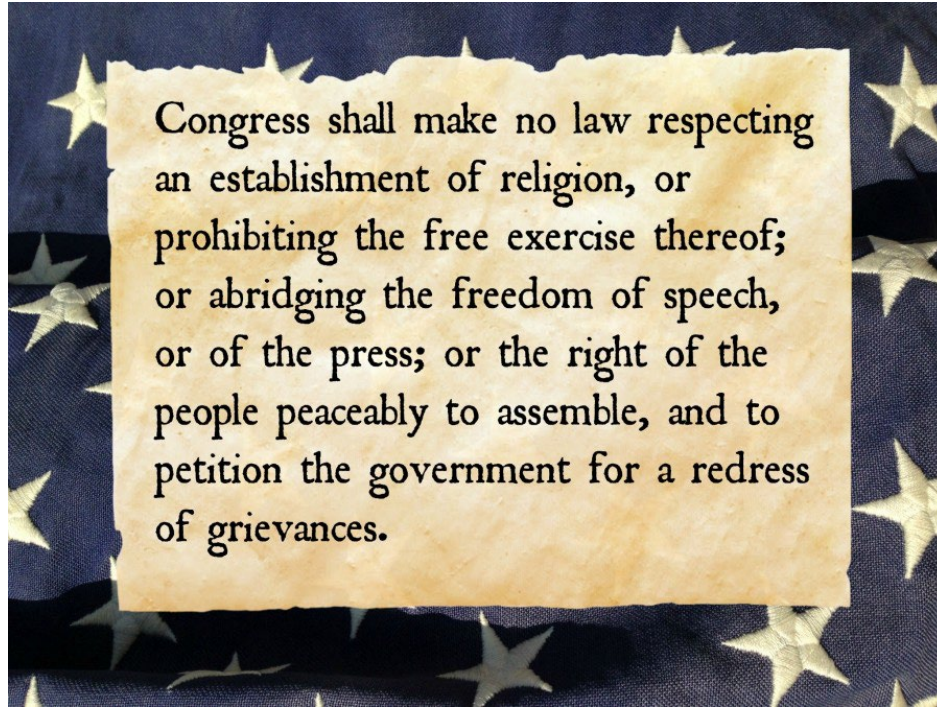 Congress shall make no law respecting
an establishment of religion, or
prohibiting the free exercise thereof;
or abridging the freedom of speech,
or of the press; or the right of the
people peaceably to assemble, and to
petition the government for a redress
of grievances.